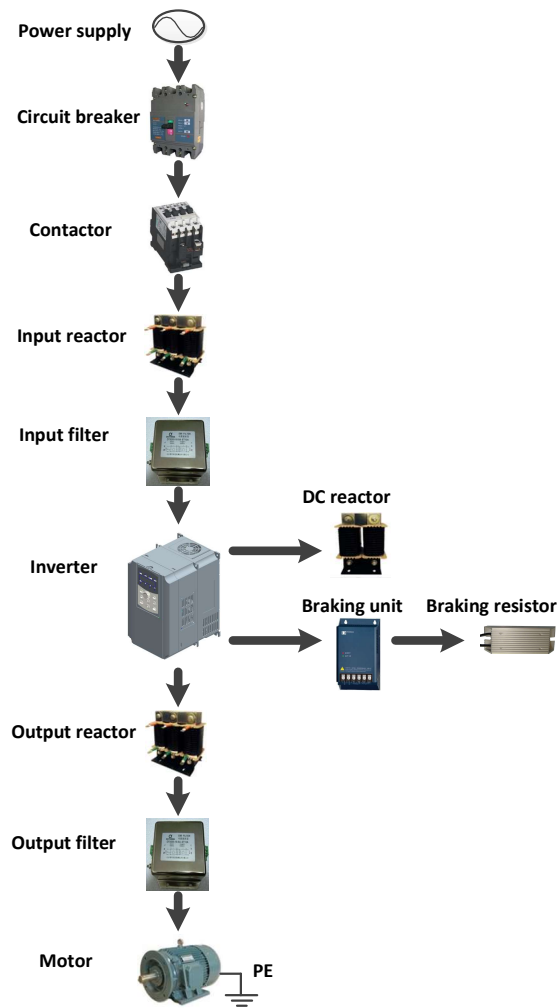 Power supply
Circuit breaker
Contactor
Input reactor
Input filter
DC reactor
Inverter
Braking unit
Braking resistor
Output reactor
Output filter
Motor
PE